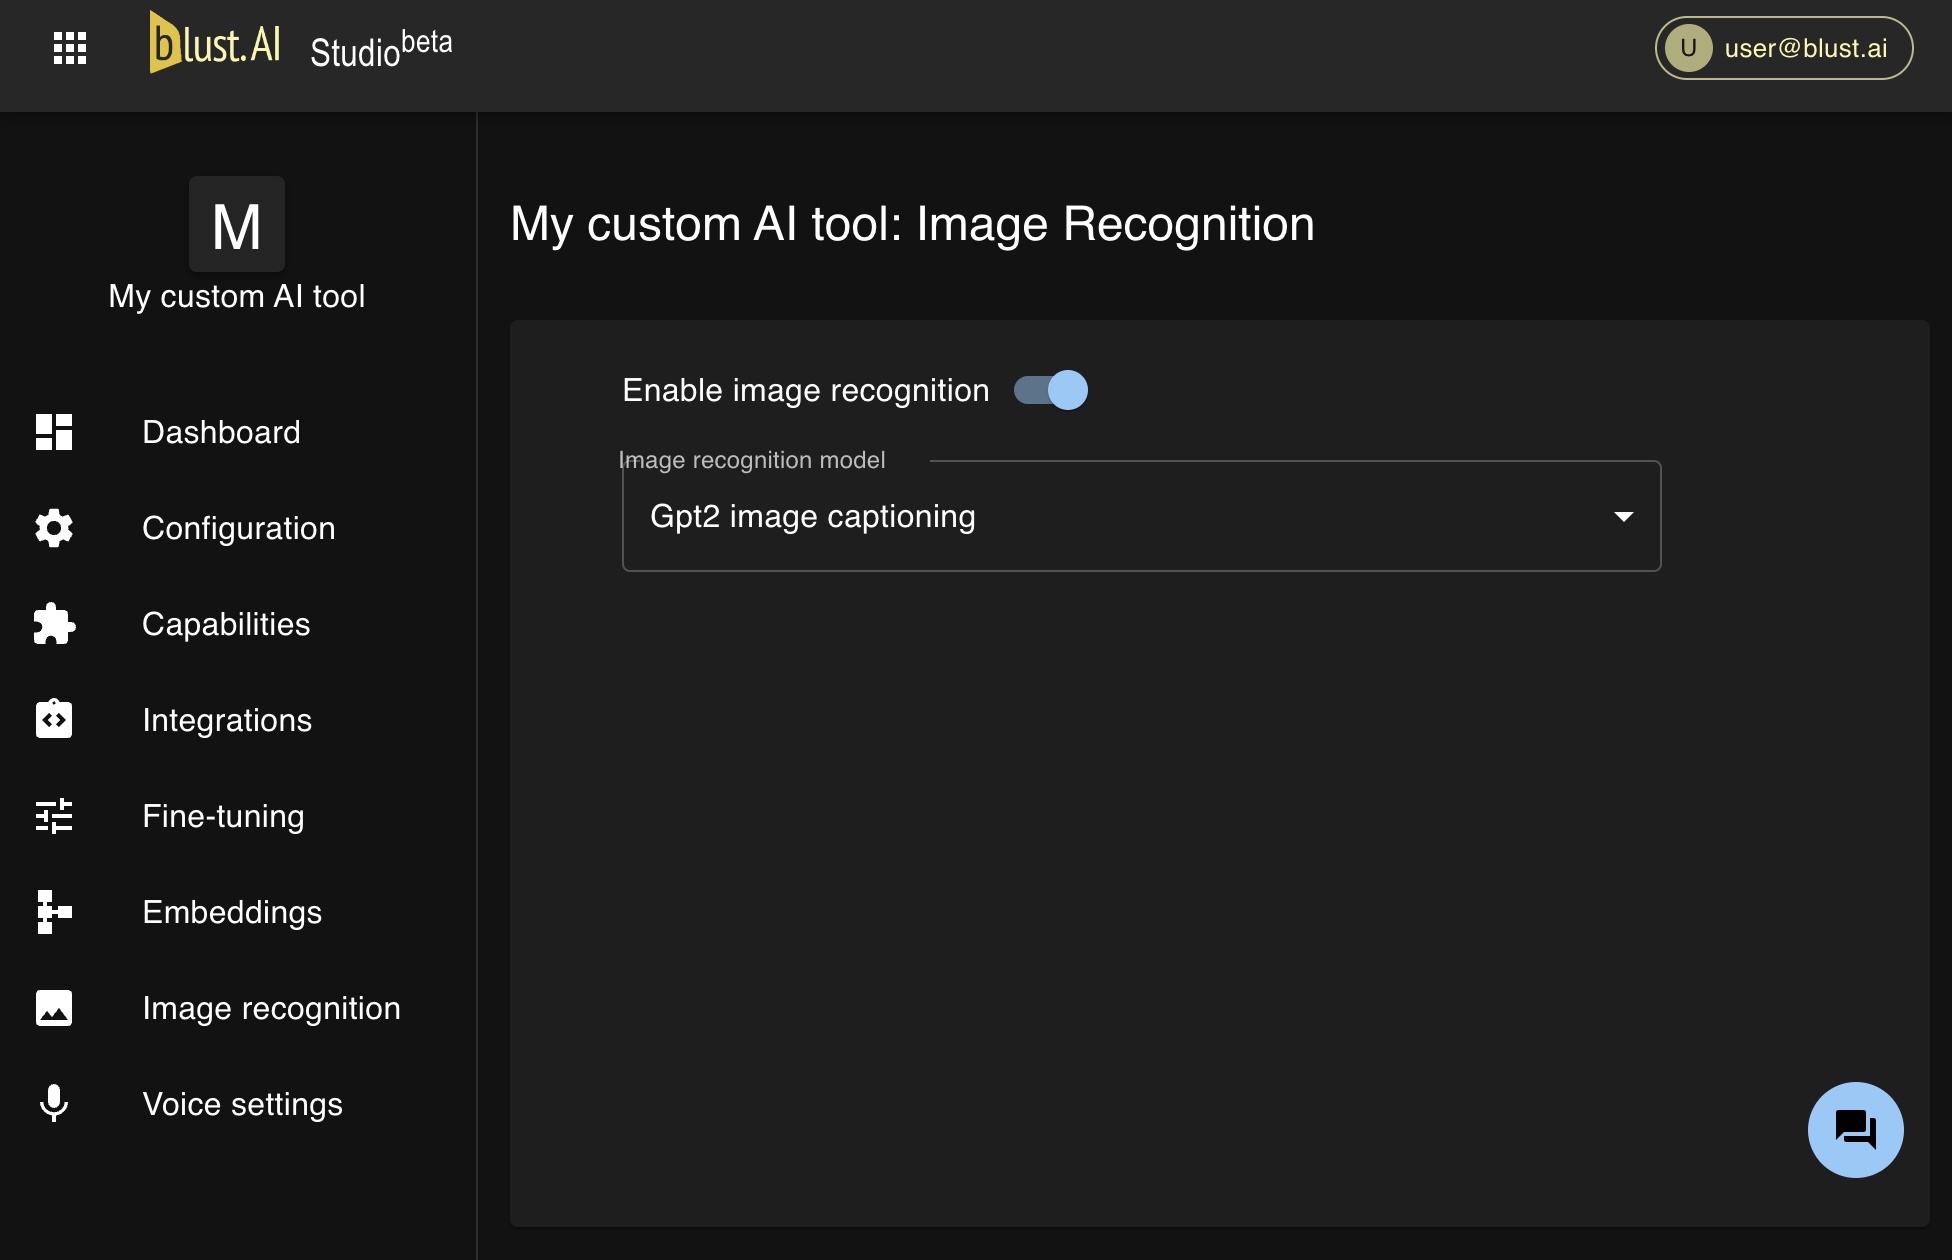 blust.AI Studio beta
U user@blust.ai
M
My custom AI tool
Dashboard
Configuration
Capabilities
Integrations
Fine-tuning
Embeddings
Image recognition
Voice settings
My custom AI tool: Image Recognition
Enable image recognition
Image recognition model
Gpt2 image captioning